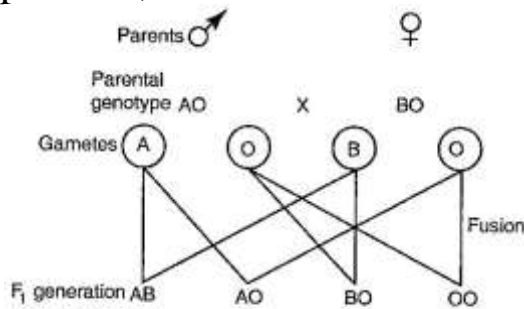 Parents ♂ ♀
Parental
genotype AO X BO
Gametes A O B O
Fusion
F₁ generation AB AO BO OO